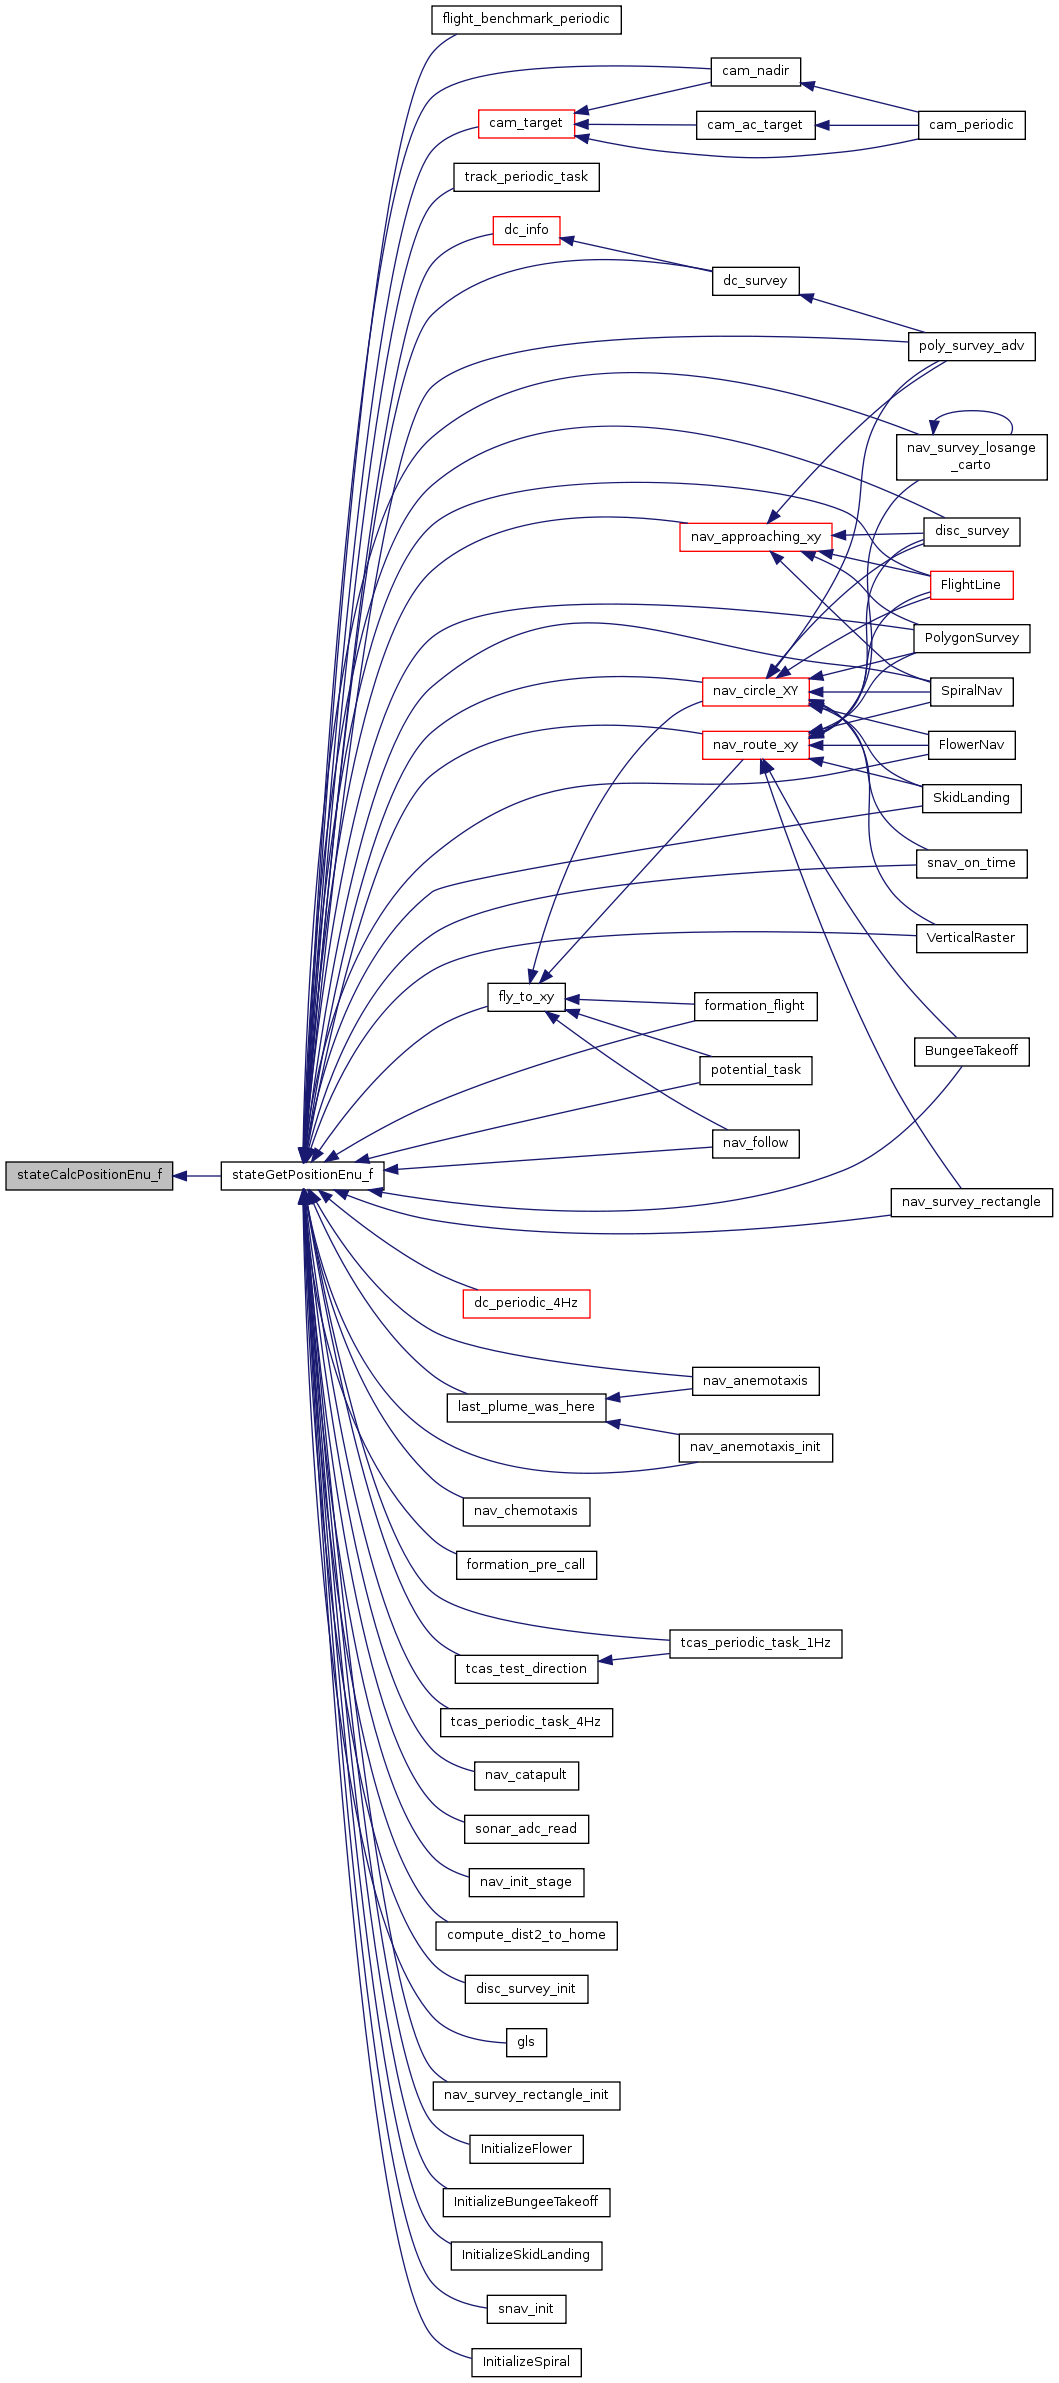 flight_benchmark_periodic
cam_nadir
cam_target
cam_ac_target
cam_periodic
track_periodic_task
dc_info
dc_survey
poly_survey_adv
nav_survey_losange
_carto
disc_survey
nav_approaching_xy
FlightLine
PolygonSurvey
nav_circle_XY
SpiralNav
nav_route_xy
FlowerNav
SkidLanding
snav_on_time
VerticalRaster
fly_to_xy
formation_flight
BungeeTakeoff
potential_task
nav_follow
stateCalcPositionEnu_f
stateGetPositionEnu_f
nav_survey_rectangle
dc_periodic_4Hz
nav_anemotaxis
last_plume_was_here
nav_anemotaxis_init
nav_chemotaxis
formation_pre_call
tcas_periodic_task_1Hz
tcas_test_direction
tcas_periodic_task_4Hz
nav_catapult
sonar_adc_read
nav_init_stage
compute_dist2_to_home
disc_survey_init
gls
nav_survey_rectangle_init
InitializeFlower
InitializeBungeeTakeoff
InitializeSkidLanding
snav_init
InitializeSpiral